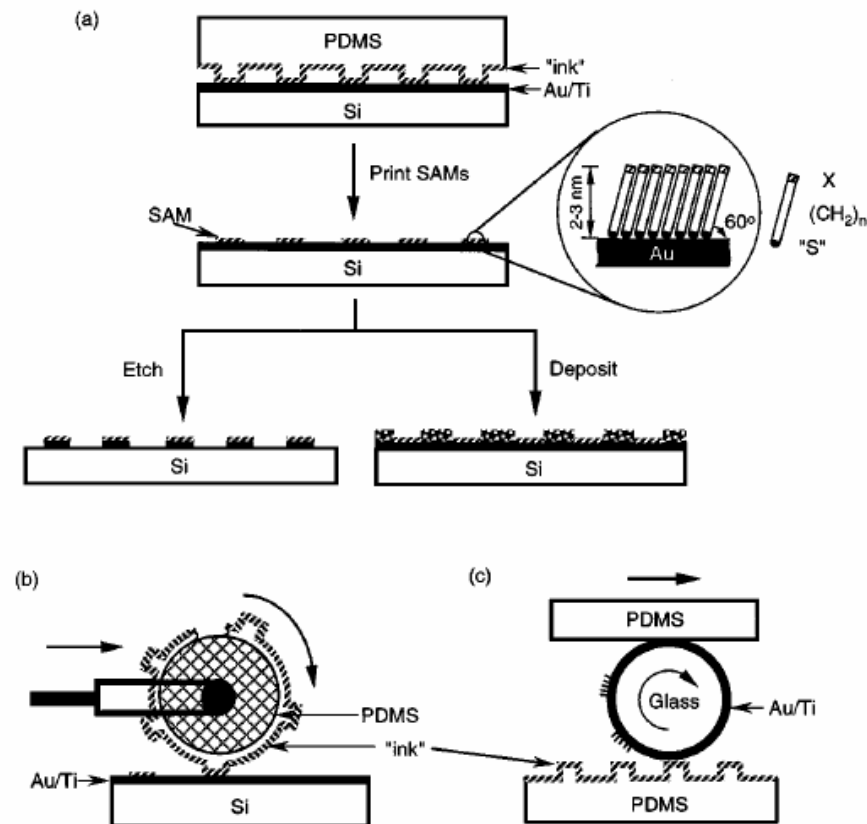 (a)
PDMS
"ink"
Au/Ti
Si
Print SAMs
SAM
Si
2-3 nm
60º
Au
X
(CH₂)ₙ
"S"
Etch
Deposit
Si
Si
(b)
(c)
PDMS
Glass
Au/Ti
PDMS
"ink"
Au/Ti
Si
PDMS